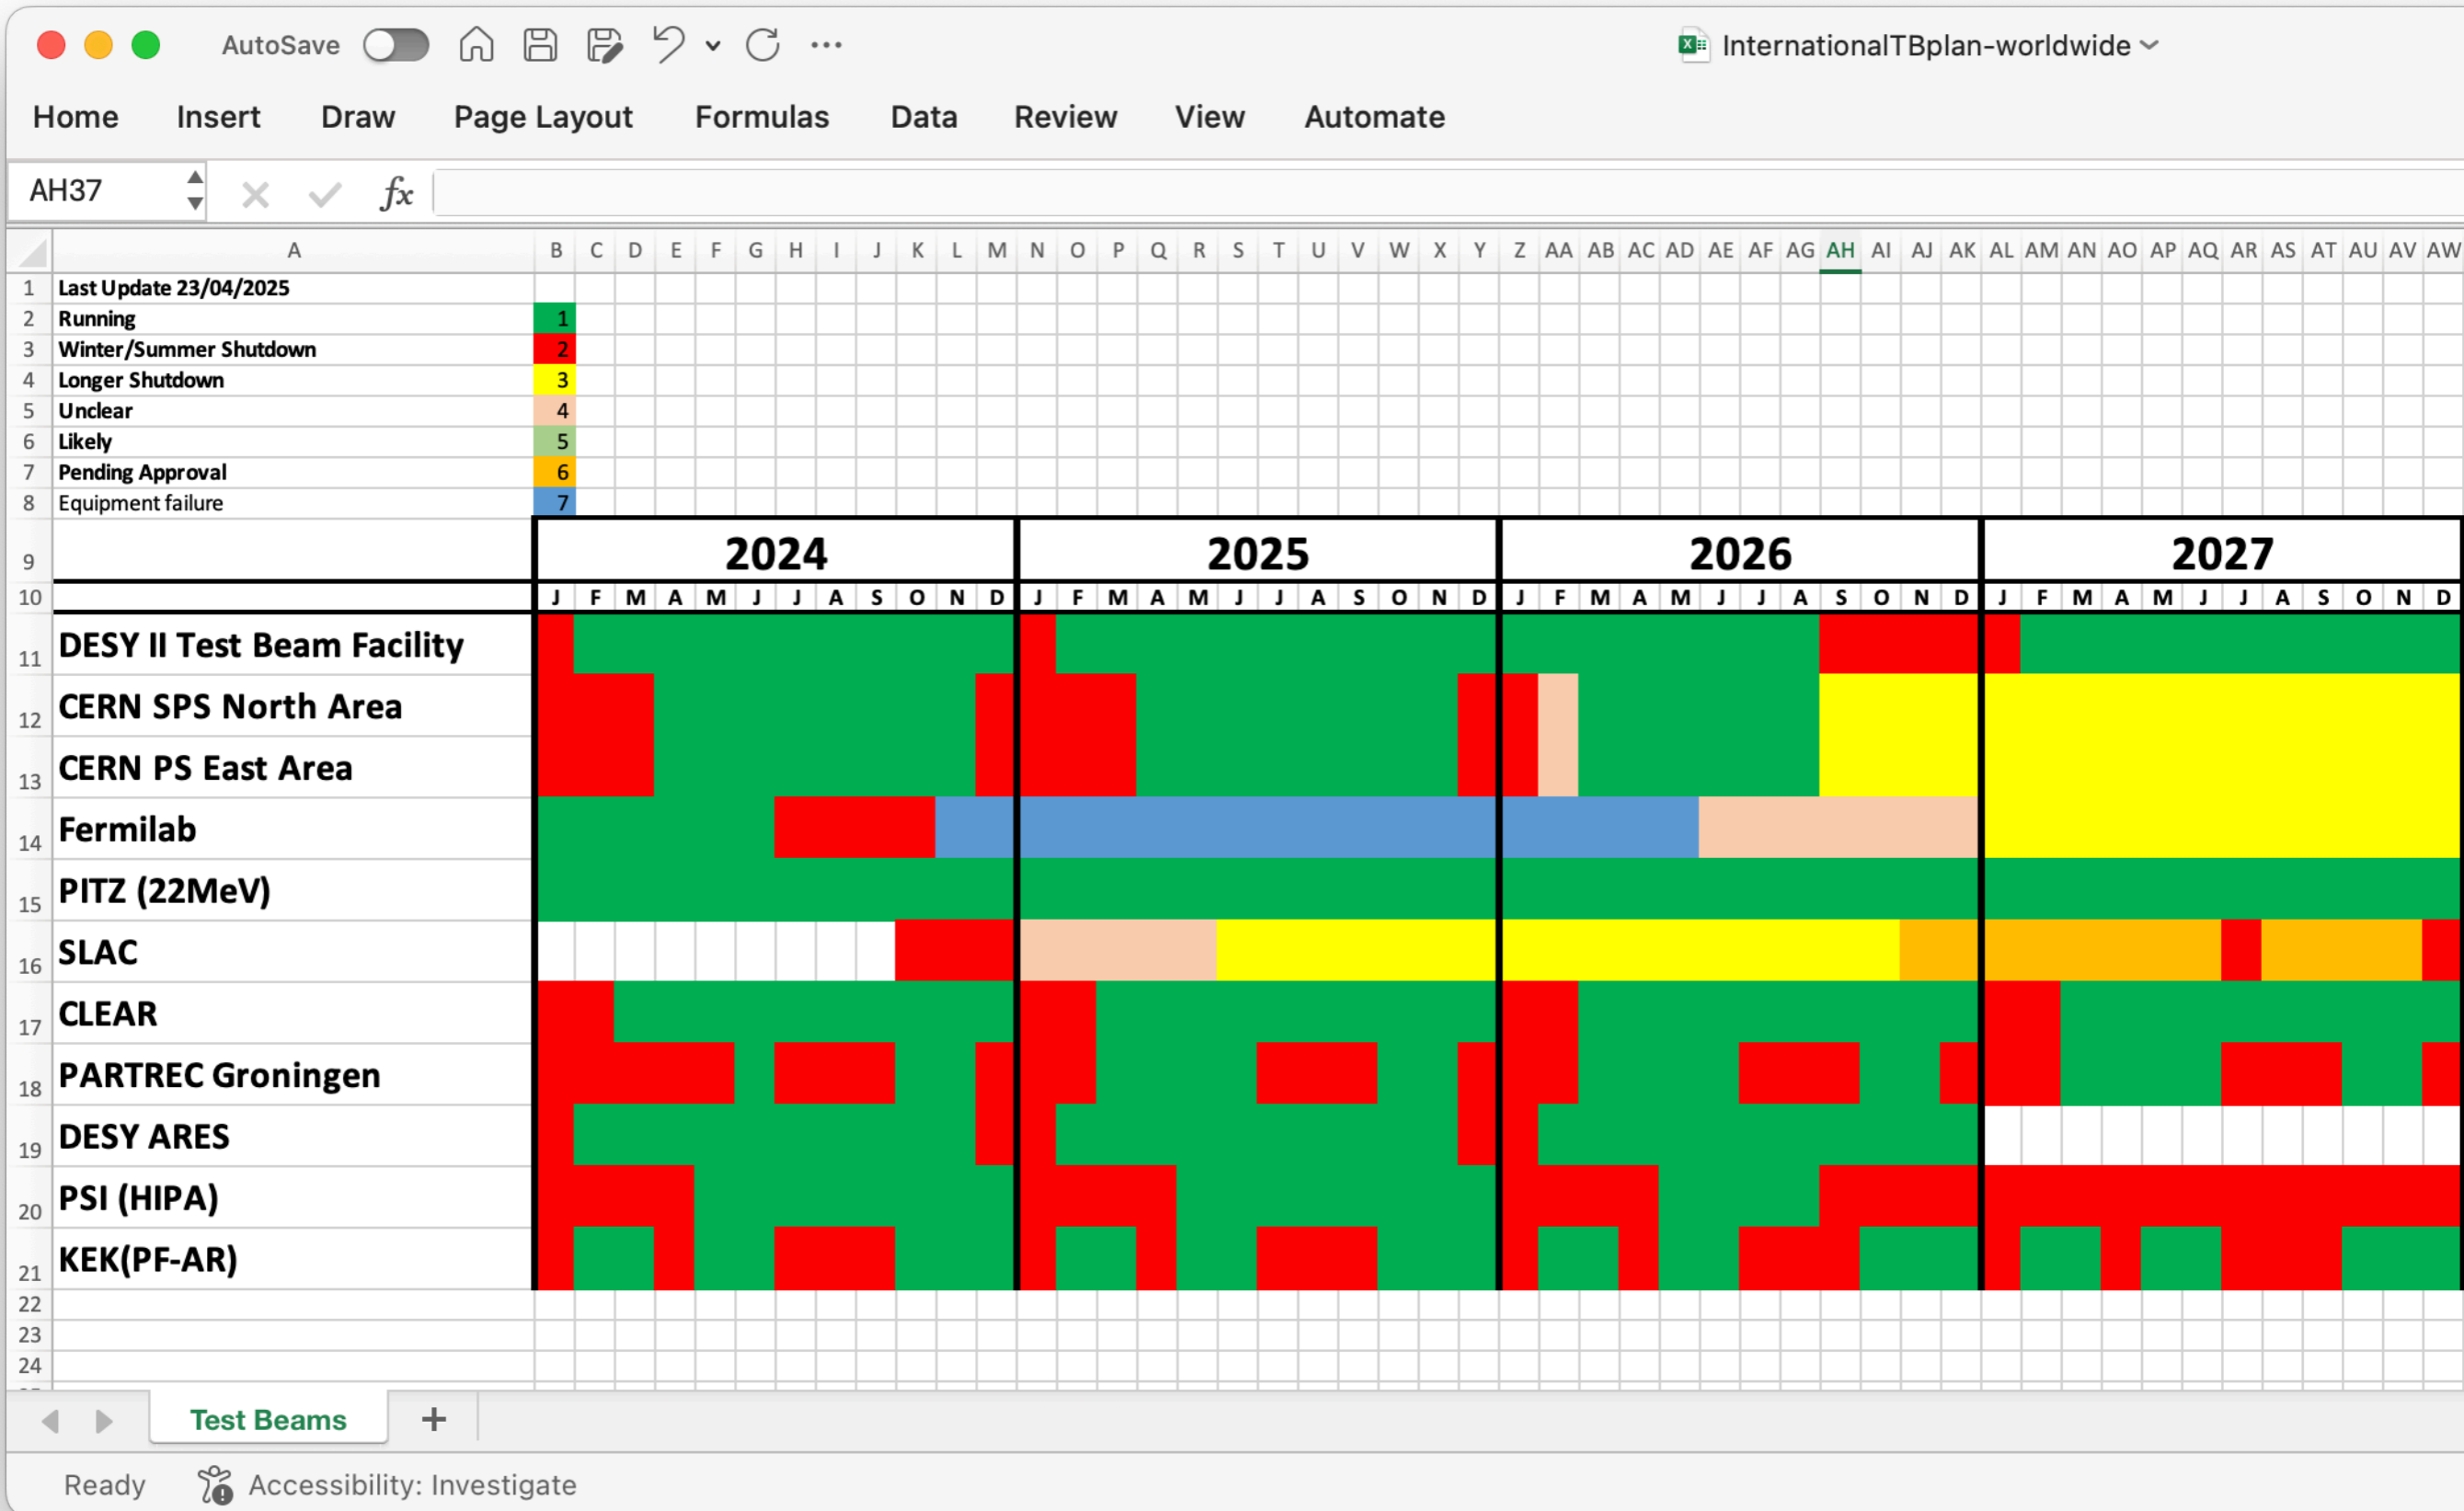 AutoSave
InternationalTBplan-worldwide
Home Insert Draw Page Layout Formulas Data Review View Automate
AH37 fx
A B C D E F G H I J K L M N O P Q R S T U V W X Y Z AA AB AC AD AE AF AG AH AI AJ AK AL AM AN AO AP AQ AR AS AT AU AV AW
1 Last Update 23/04/2025
2 Running 1
3 Winter/Summer Shutdown 2
4 Longer Shutdown 3
5 Unclear 4
6 Likely 5
7 Pending Approval 6
8 Equipment failure 7
9 2024 2025 2026 2027
10 J F M A M J J A S O N D J F M A M J J A S O N D J F M A M J J A S O N D J F M A M J J A S O N D
11 DESY II Test Beam Facility
12 CERN SPS North Area
13 CERN PS East Area
14 Fermilab
15 PITZ (22MeV)
16 SLAC
17 CLEAR
18 PARTREC Groningen
19 DESY ARES
20 PSI (HIPA)
21 KEK(PF-AR)
22
23
24
Test Beams +
Ready Accessibility: Investigate